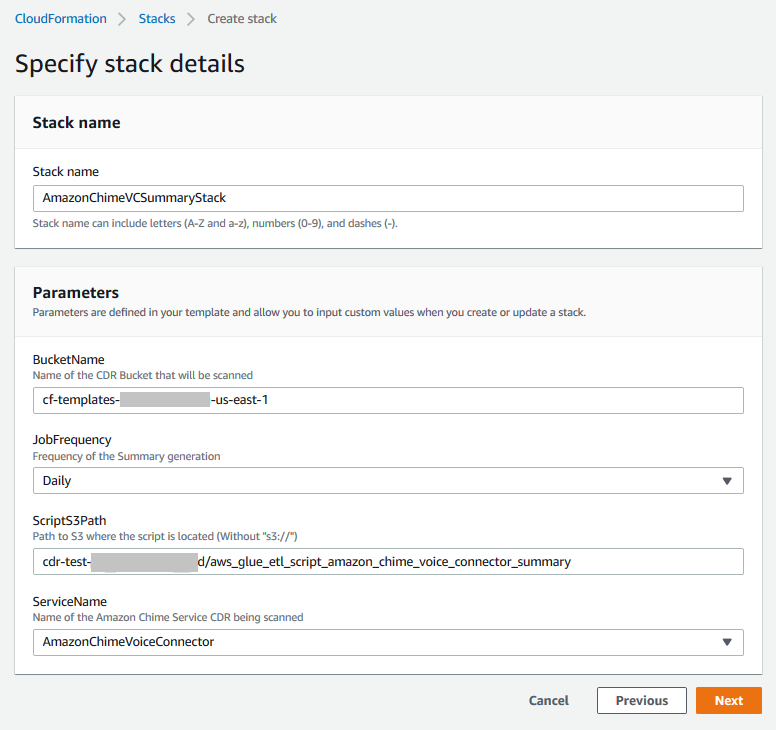 CloudFormation > Stacks > Create stack
Specify stack details
Stack name
Stack name
AmazonChimeVCSummaryStack
Stack name can include letters (A-Z and a-z), numbers (0-9), and dashes (-).
Parameters
Parameters are defined in your template and allow you to input custom values when you create or update a stack.
BucketName
Name of the CDR Bucket that will be scanned
cf-templates- -us-east-1
JobFrequency
Frequency of the Summary generation
Daily
ScriptS3Path
Path to S3 where the script is located (Without "s3://")
cdr-test- d/aws_glue_etl_script_amazon_chime_voice_connector_summary
ServiceName
Name of the Amazon Chime Service CDR being scanned
AmazonChimeVoiceConnector
Cancel Previous Next